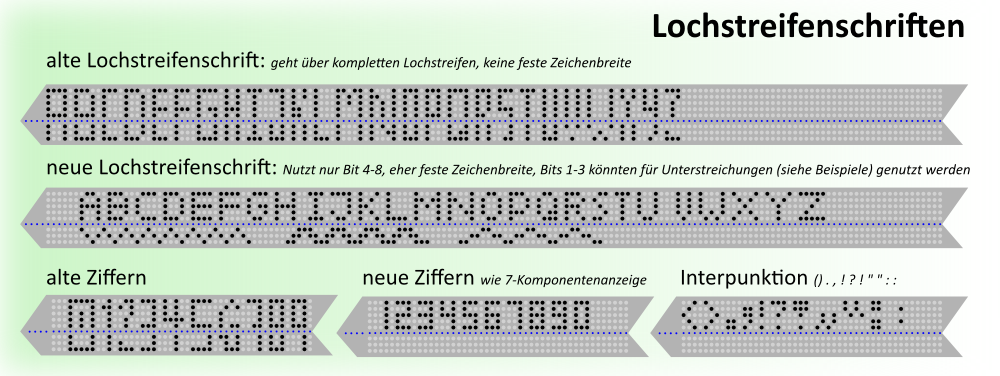 Lochstreifenschriften
alte Lochstreifenschrift: geht über kompletten Lochstreifen, keine feste Zeichenbreite
ABCDEFGHIJKLMNOPQRSTUVWXYZ
neue Lochstreifenschrift: Nutzt nur Bit 4-8, eher feste Zeichenbreite, Bits 1-3 könnten für Unterstreichungen (siehe Beispiele) genutzt werden
ABCDEFGHIJKLMNOPQRSTUVWXYZ
alte Ziffern
0123456789
neue Ziffern wie 7-Komponentenanzeige
1234567890
Interpunktion () . , ! ? ! " " : :